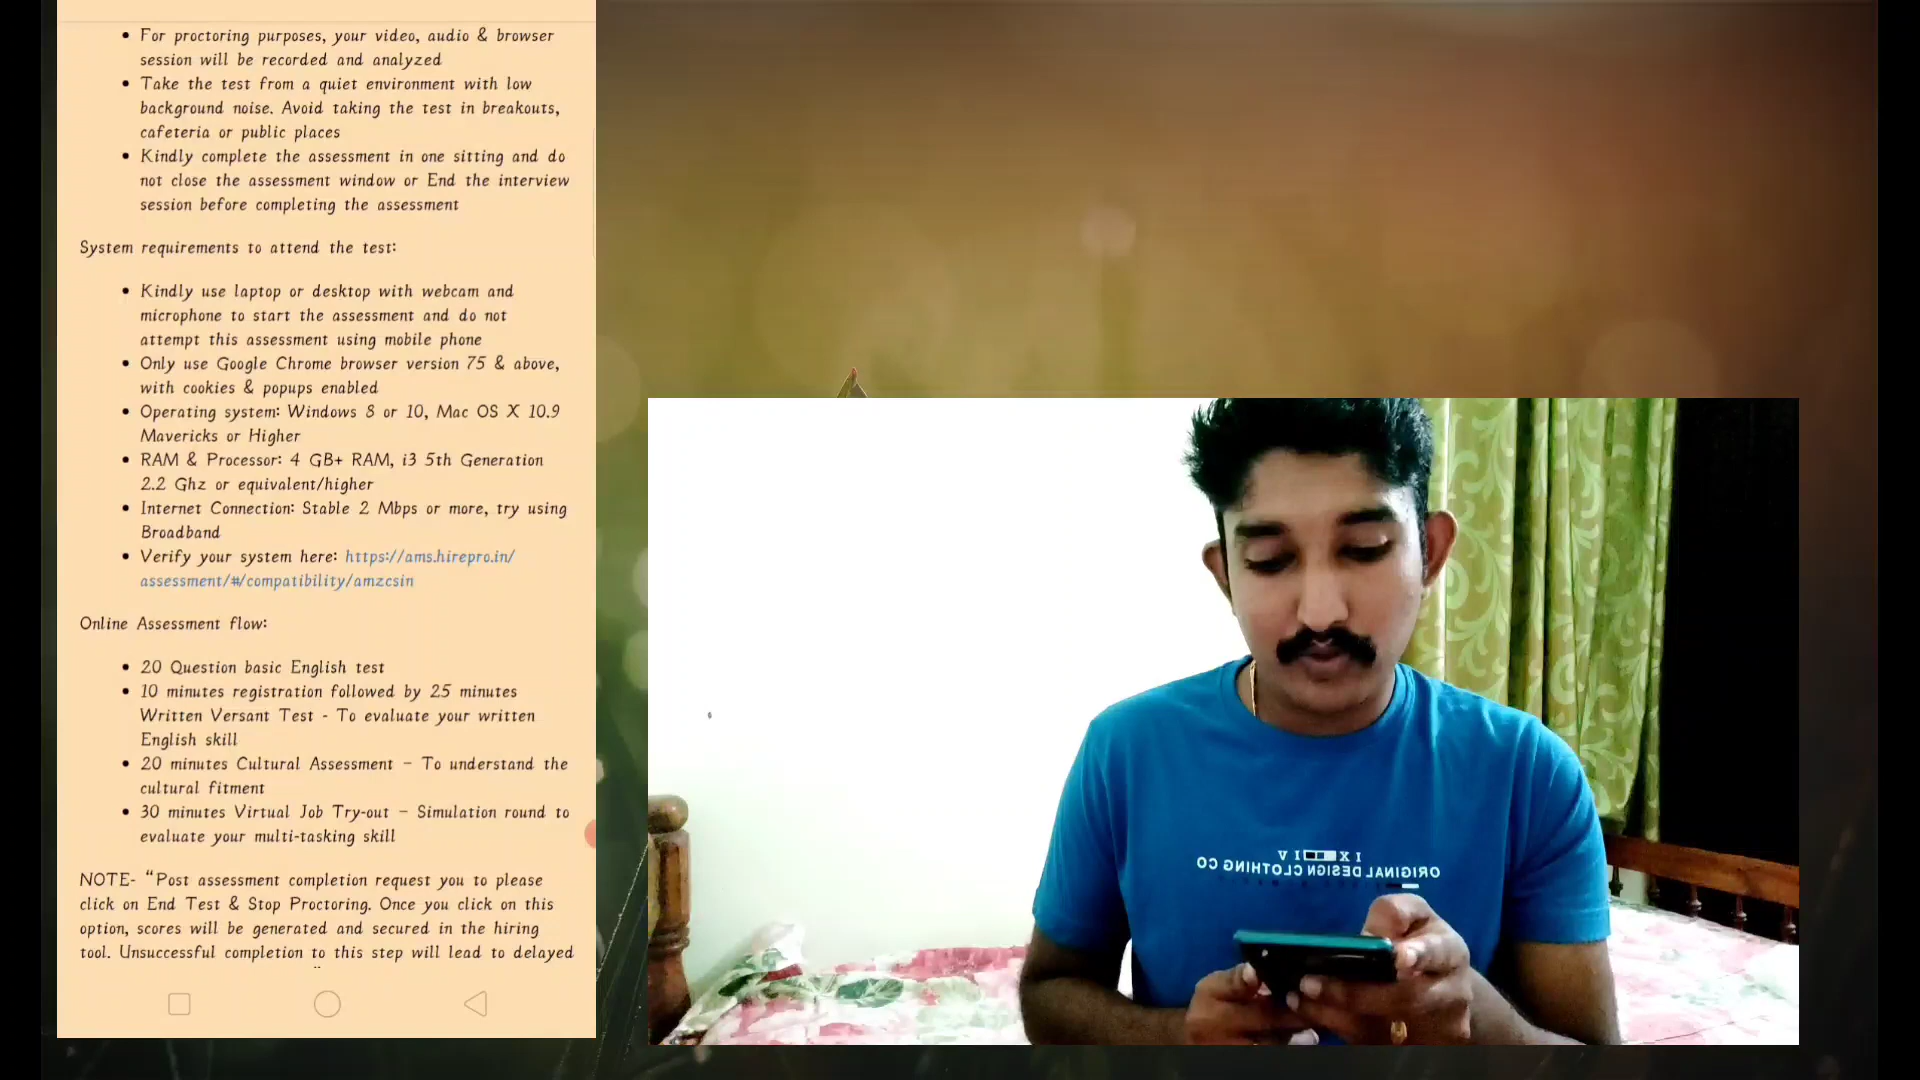 • For proctoring purposes, your video, audio & browser
session will be recorded and analyzed
• Take the test from a quiet environment with low
background noise. Avoid taking the test in breakouts,
cafeteria or public places
• Kindly complete the assessment in one sitting and do
not close the assessment window or End the interview
session before completing the assessment
System requirements to attend the test:
• Kindly use laptop or desktop with webcam and
microphone to start the assessment and do not
attempt this assessment using mobile phone
• Only use Google Chrome browser version 75 & above,
with cookies & popups enabled
• Operating system: Windows 8 or 10, Mac OS X 10.9
Mavericks or Higher
• RAM & Processor: 4 GB+ RAM, i3 5th Generation
2.2 Ghz or equivalent/higher
• Internet Connection: Stable 2 Mbps or more, try using
Broadband
• Verify your system here: https://ams.hirepro.in/
assessment/#/compatibility/amzcsin
Online Assessment flow:
• 20 Question basic English test
• 10 minutes registration followed by 25 minutes
Written Versant Test - To evaluate your written
English skill
• 20 minutes Cultural Assessment – To understand the
cultural fitment
• 30 minutes Virtual Job Try-out – Simulation round to
evaluate your multi-tasking skill
NOTE- “Post assessment completion request you to please
click on End Test & Stop Proctoring. Once you click on this
option, scores will be generated and secured in the hiring
tool. Unsuccessful completion to this step will lead to delayed
ORIGINAL DESIGN CLOTHING CO